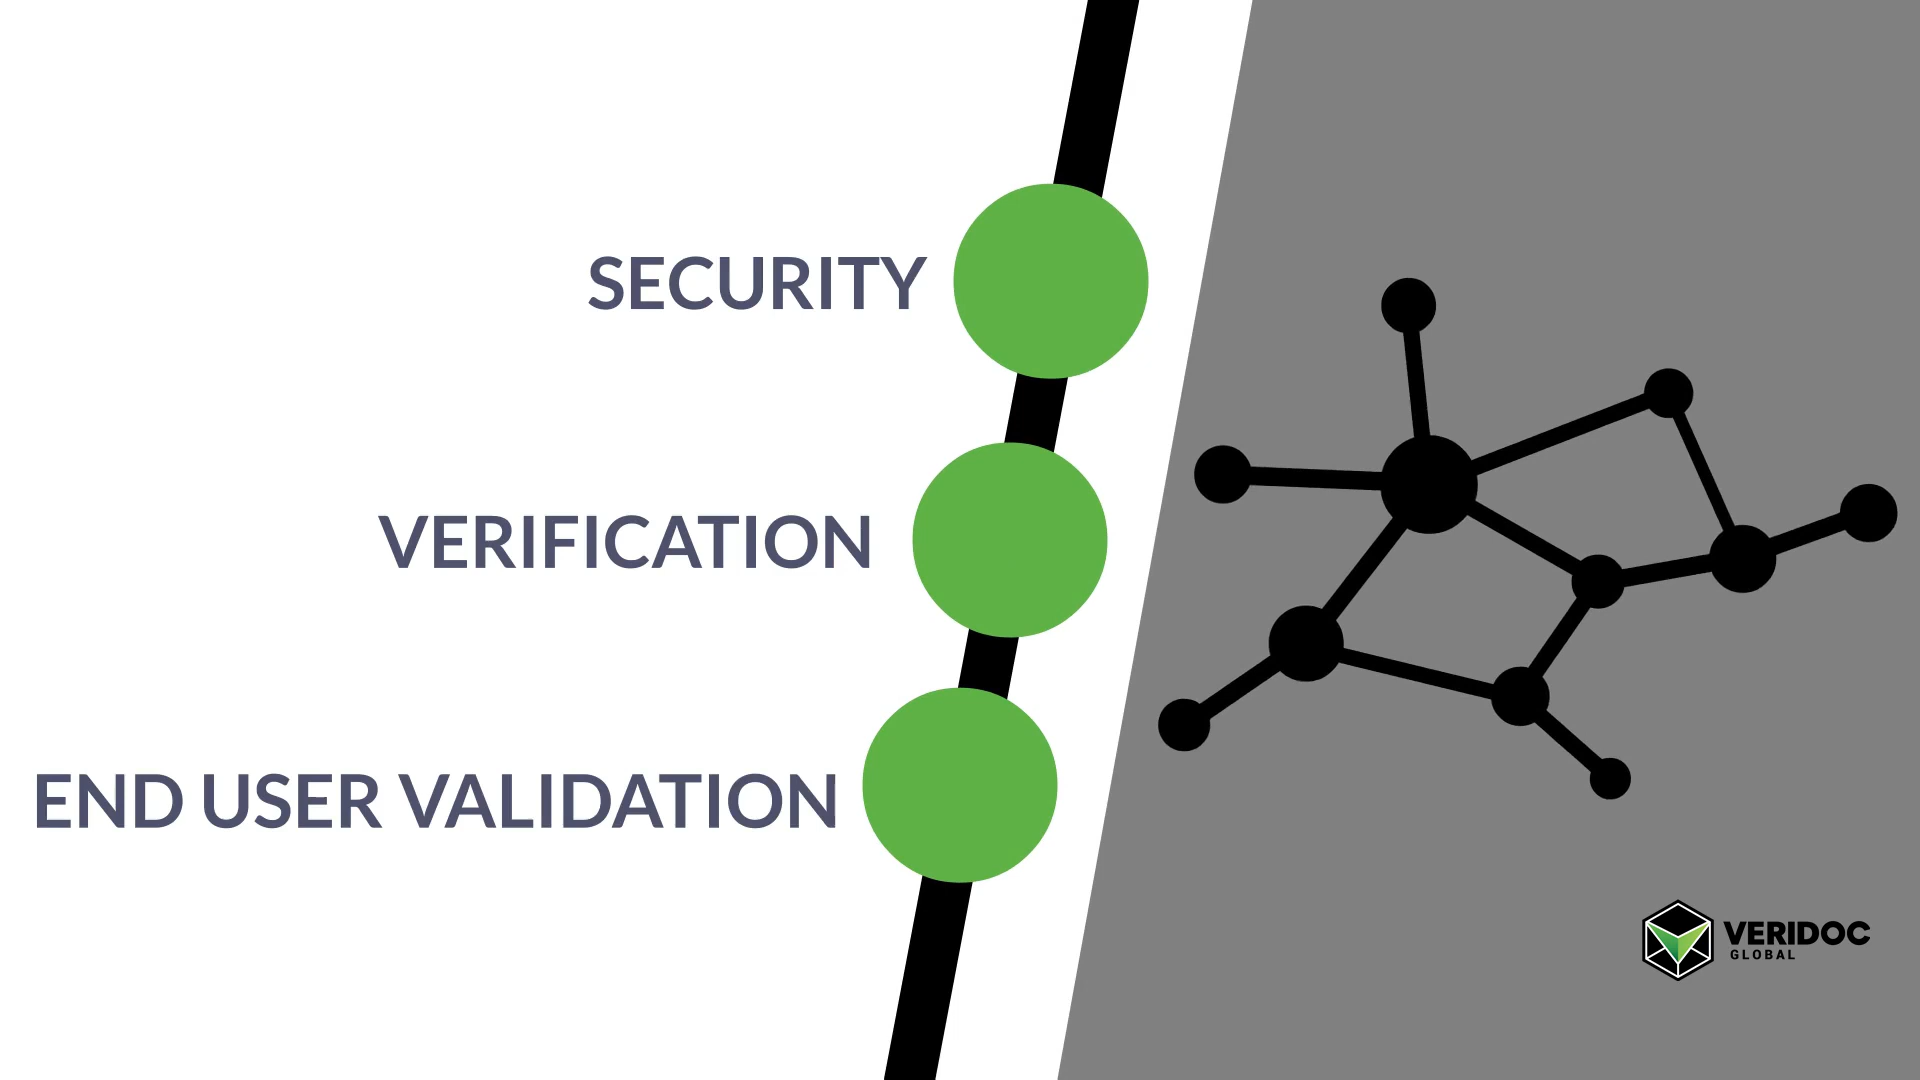 SECURITY
VERIFICATION
END USER VALIDATION
VERIDOC
GLOBAL